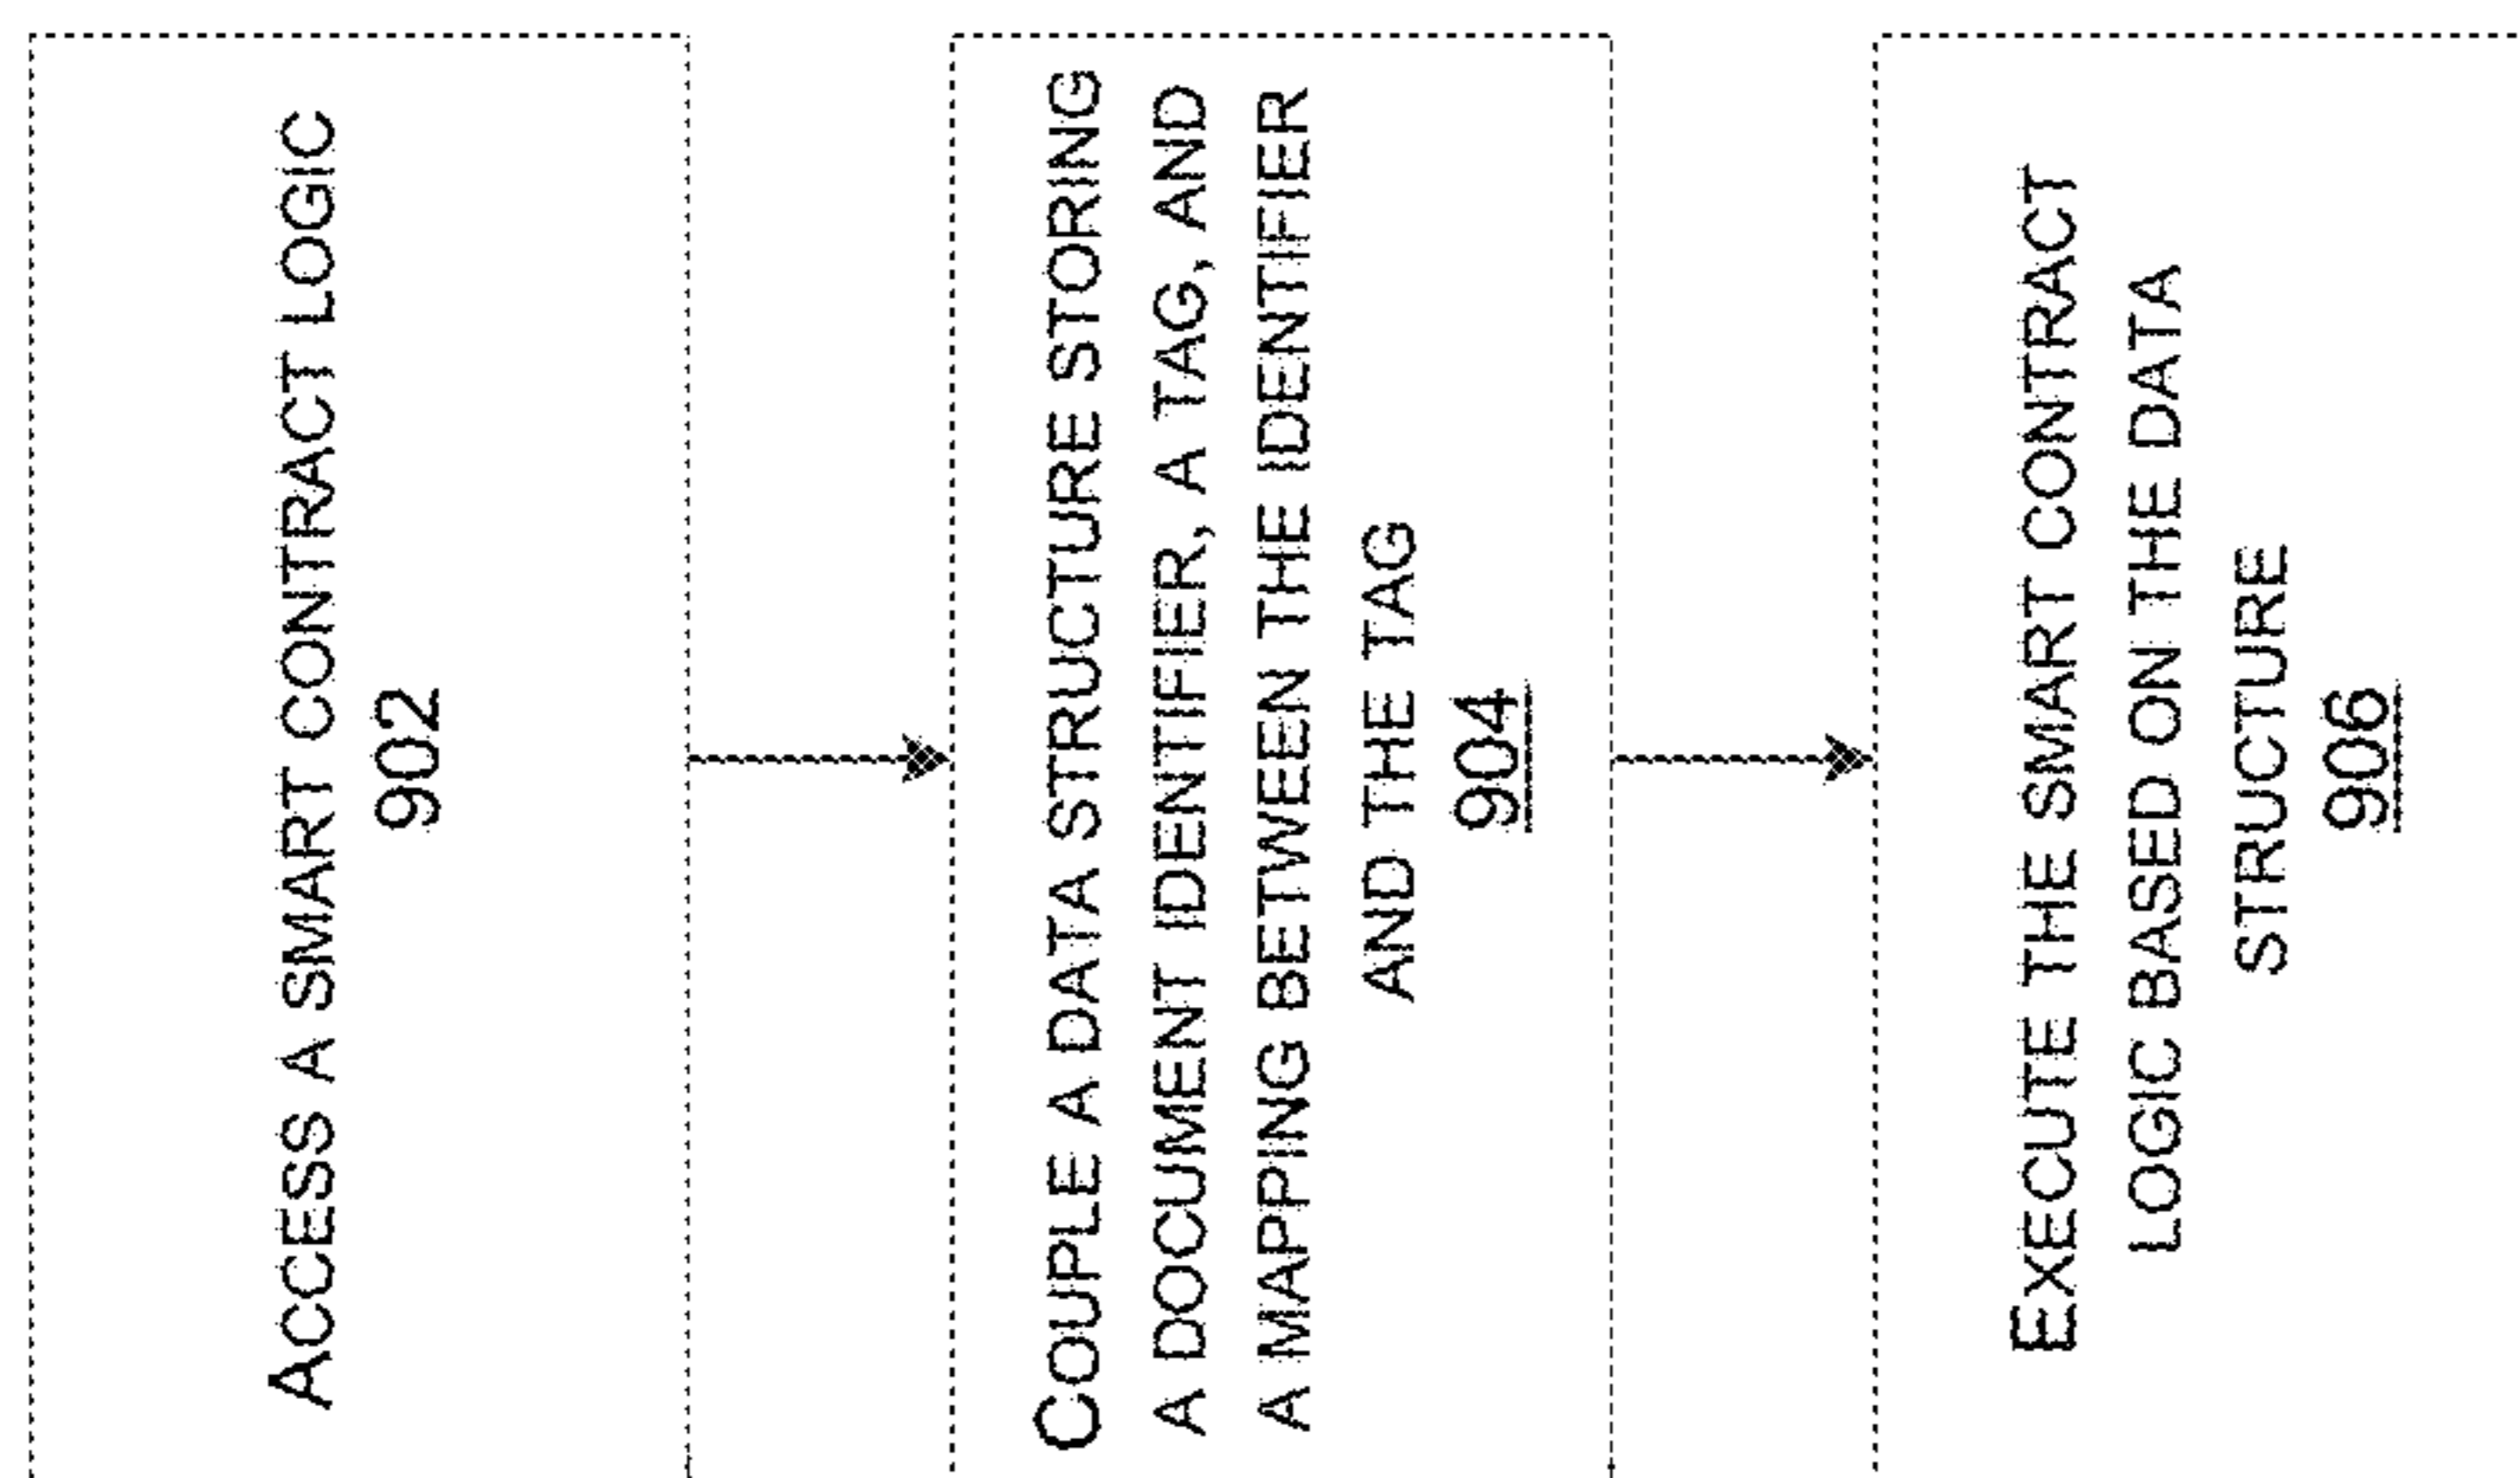 ACCESS A SMART CONTRACT LOGIC
902
COUPLE A DATA STRUCTURE STORING
A DOCUMENT IDENTIFIER, A TAG, AND
A MAPPING BETWEEN THE IDENTIFIER
AND THE TAG
904
EXECUTE THE SMART CONTRACT
LOGIC BASED ON THE DATA
STRUCTURE
906